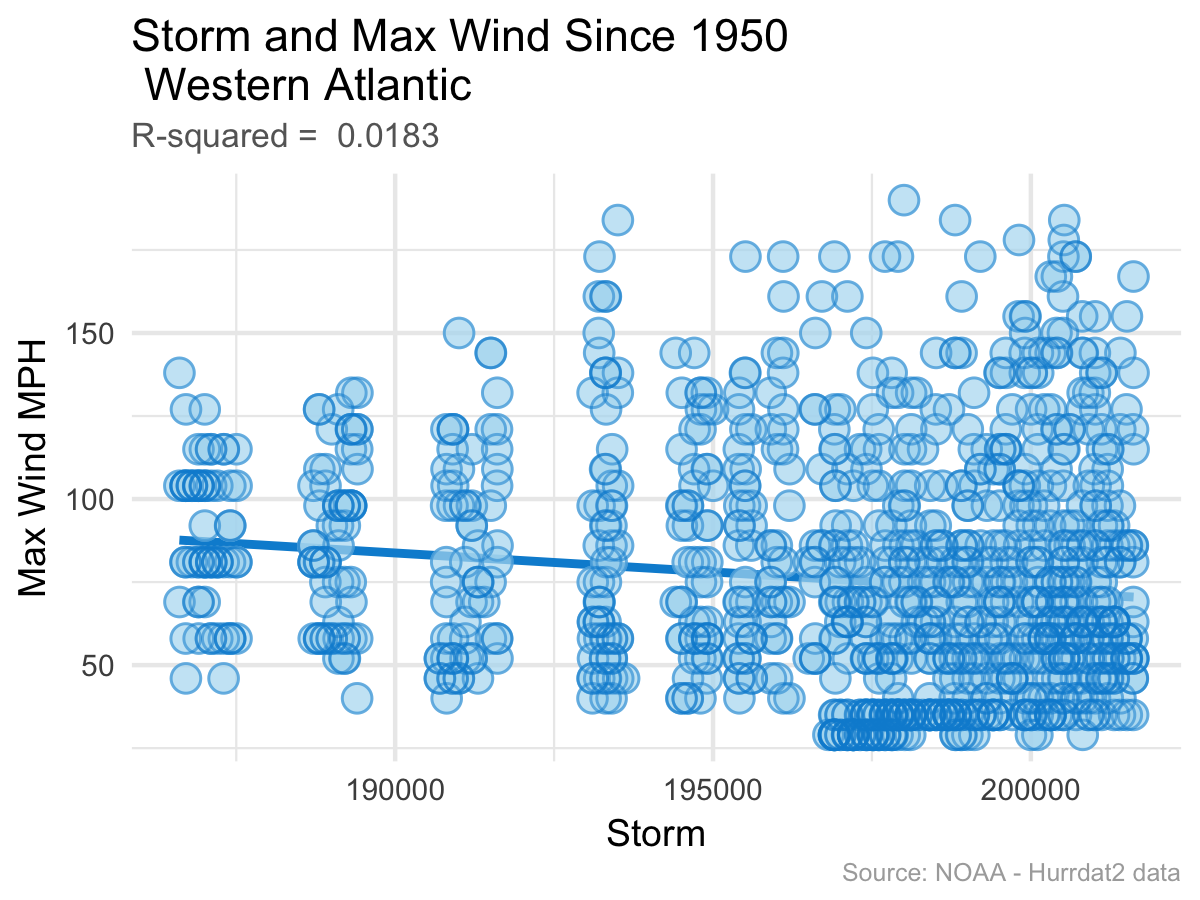 Storm and Max Wind Since 1950
Western Atlantic
R-squared =  0.0183
Max Wind MPH
150
100
50
190000
195000
200000
Storm
Source: NOAA - Hurrdat2 data